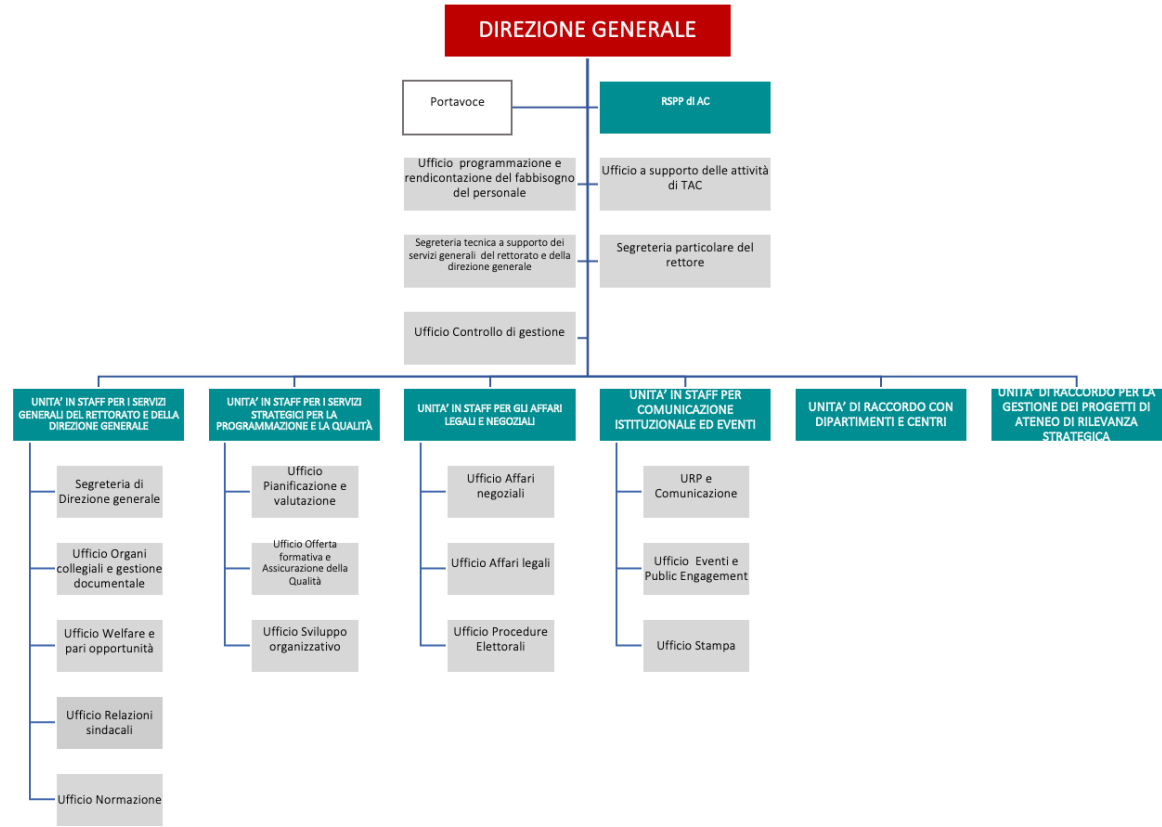 DIREZIONE GENERALE
Portavoce
RSPP di AC
Ufficio programmazione e
rendicontazione del fabbisogno
del personale
Ufficio a supporto delle attività
di TAC
Segreteria tecnica a supporto dei
servizi generali del rettorato e della
direzione generale
Segreteria particolare del
rettore
Ufficio Controllo di gestione
UNITA’ IN STAFF PER I SERVIZI
GENERALI DEL RETTORATO E DELLA
DIREZIONE GENERALE
UNITA’ IN STAFF PER I SERVIZI
STRATEGICI PER LA
PROGRAMMAZIONE E LA QUALITÀ
UNITA’ IN STAFF PER GLI AFFARI
LEGALI E NEGOZIALI
UNITA’ IN STAFF PER
COMUNICAZIONE
ISTITUZIONALE ED EVENTI
UNITA’ DI RACCORDO CON
DIPARTIMENTI E CENTRI
UNITA’ DI RACCORDO PER LA
GESTIONE DEI PROGETTI DI
ATENEO DI RILEVANZA
STRATEGICA
Segreteria di
Direzione generale
Ufficio Organi
collegiali e gestione
documentale
Ufficio Welfare e
pari opportunità
Ufficio Relazioni
sindacali
Ufficio Normazione
Ufficio
Pianificazione e
valutazione
Ufficio Offerta
formativa e
Assicurazione della
Qualità
Ufficio Sviluppo
organizzativo
Ufficio Affari
negoziali
Ufficio Affari legali
Ufficio Procedure
Elettorali
URP e
Comunicazione
Ufficio Eventi e
Public Engagement
Ufficio Stampa